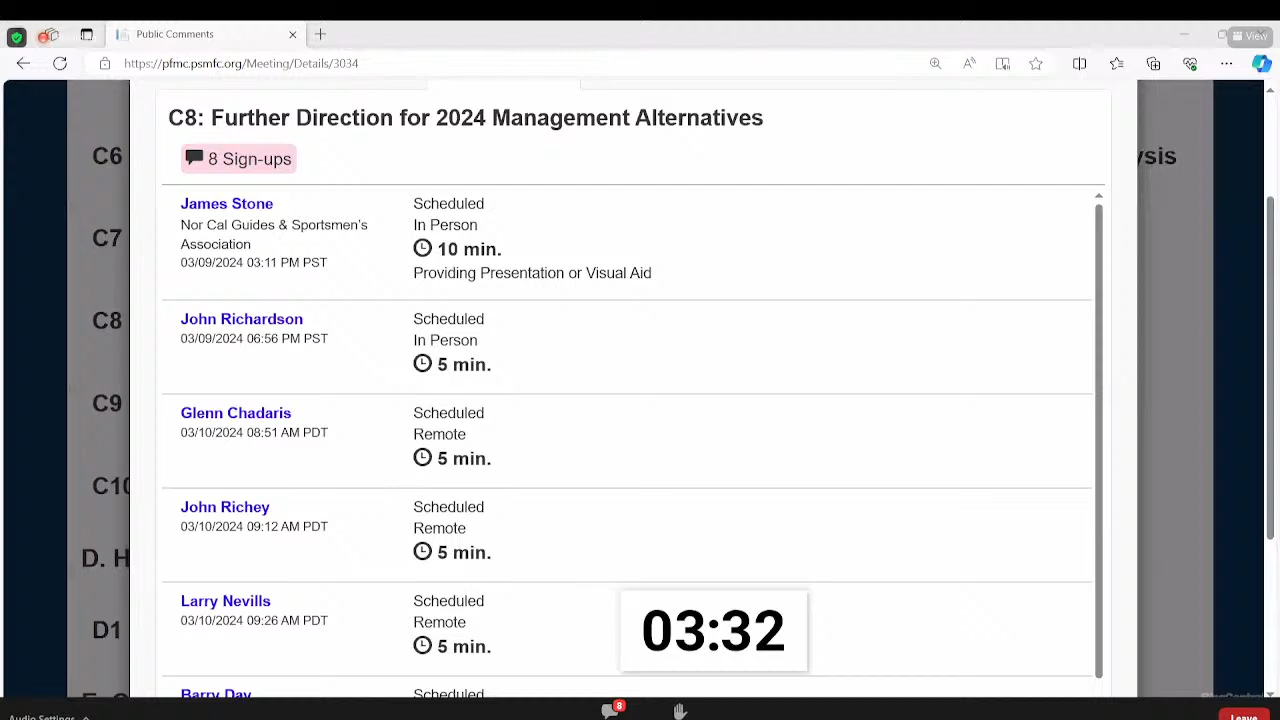 Public Comments
View
https://pfmc.psmfc.org/Meeting/Details/3034
C8: Further Direction for 2024 Management Alternatives
8 Sign-ups
C6
ysis
James Stone
Scheduled
Nor Cal Guides & Sportsmen's
In Person
Association
10 min.
03/09/2024 03:11 PM PST
Providing Presentation or Visual Aid
C7
John Richardson
Scheduled
03/09/2024 06:56 PM PST
In Person
5 min.
C8
Glenn Chadaris
Scheduled
03/10/2024 08:51 AM PDT
Remote
5 min.
C9
John Richey
Scheduled
03/10/2024 09:12 AM PDT
Remote
5 min.
C10
D. H
Larry Nevills
Scheduled
03/10/2024 09:26 AM PDT
Remote
5 min.
03:32
D1
Barry Day
Scheduled
Audio Settings
8
Leave